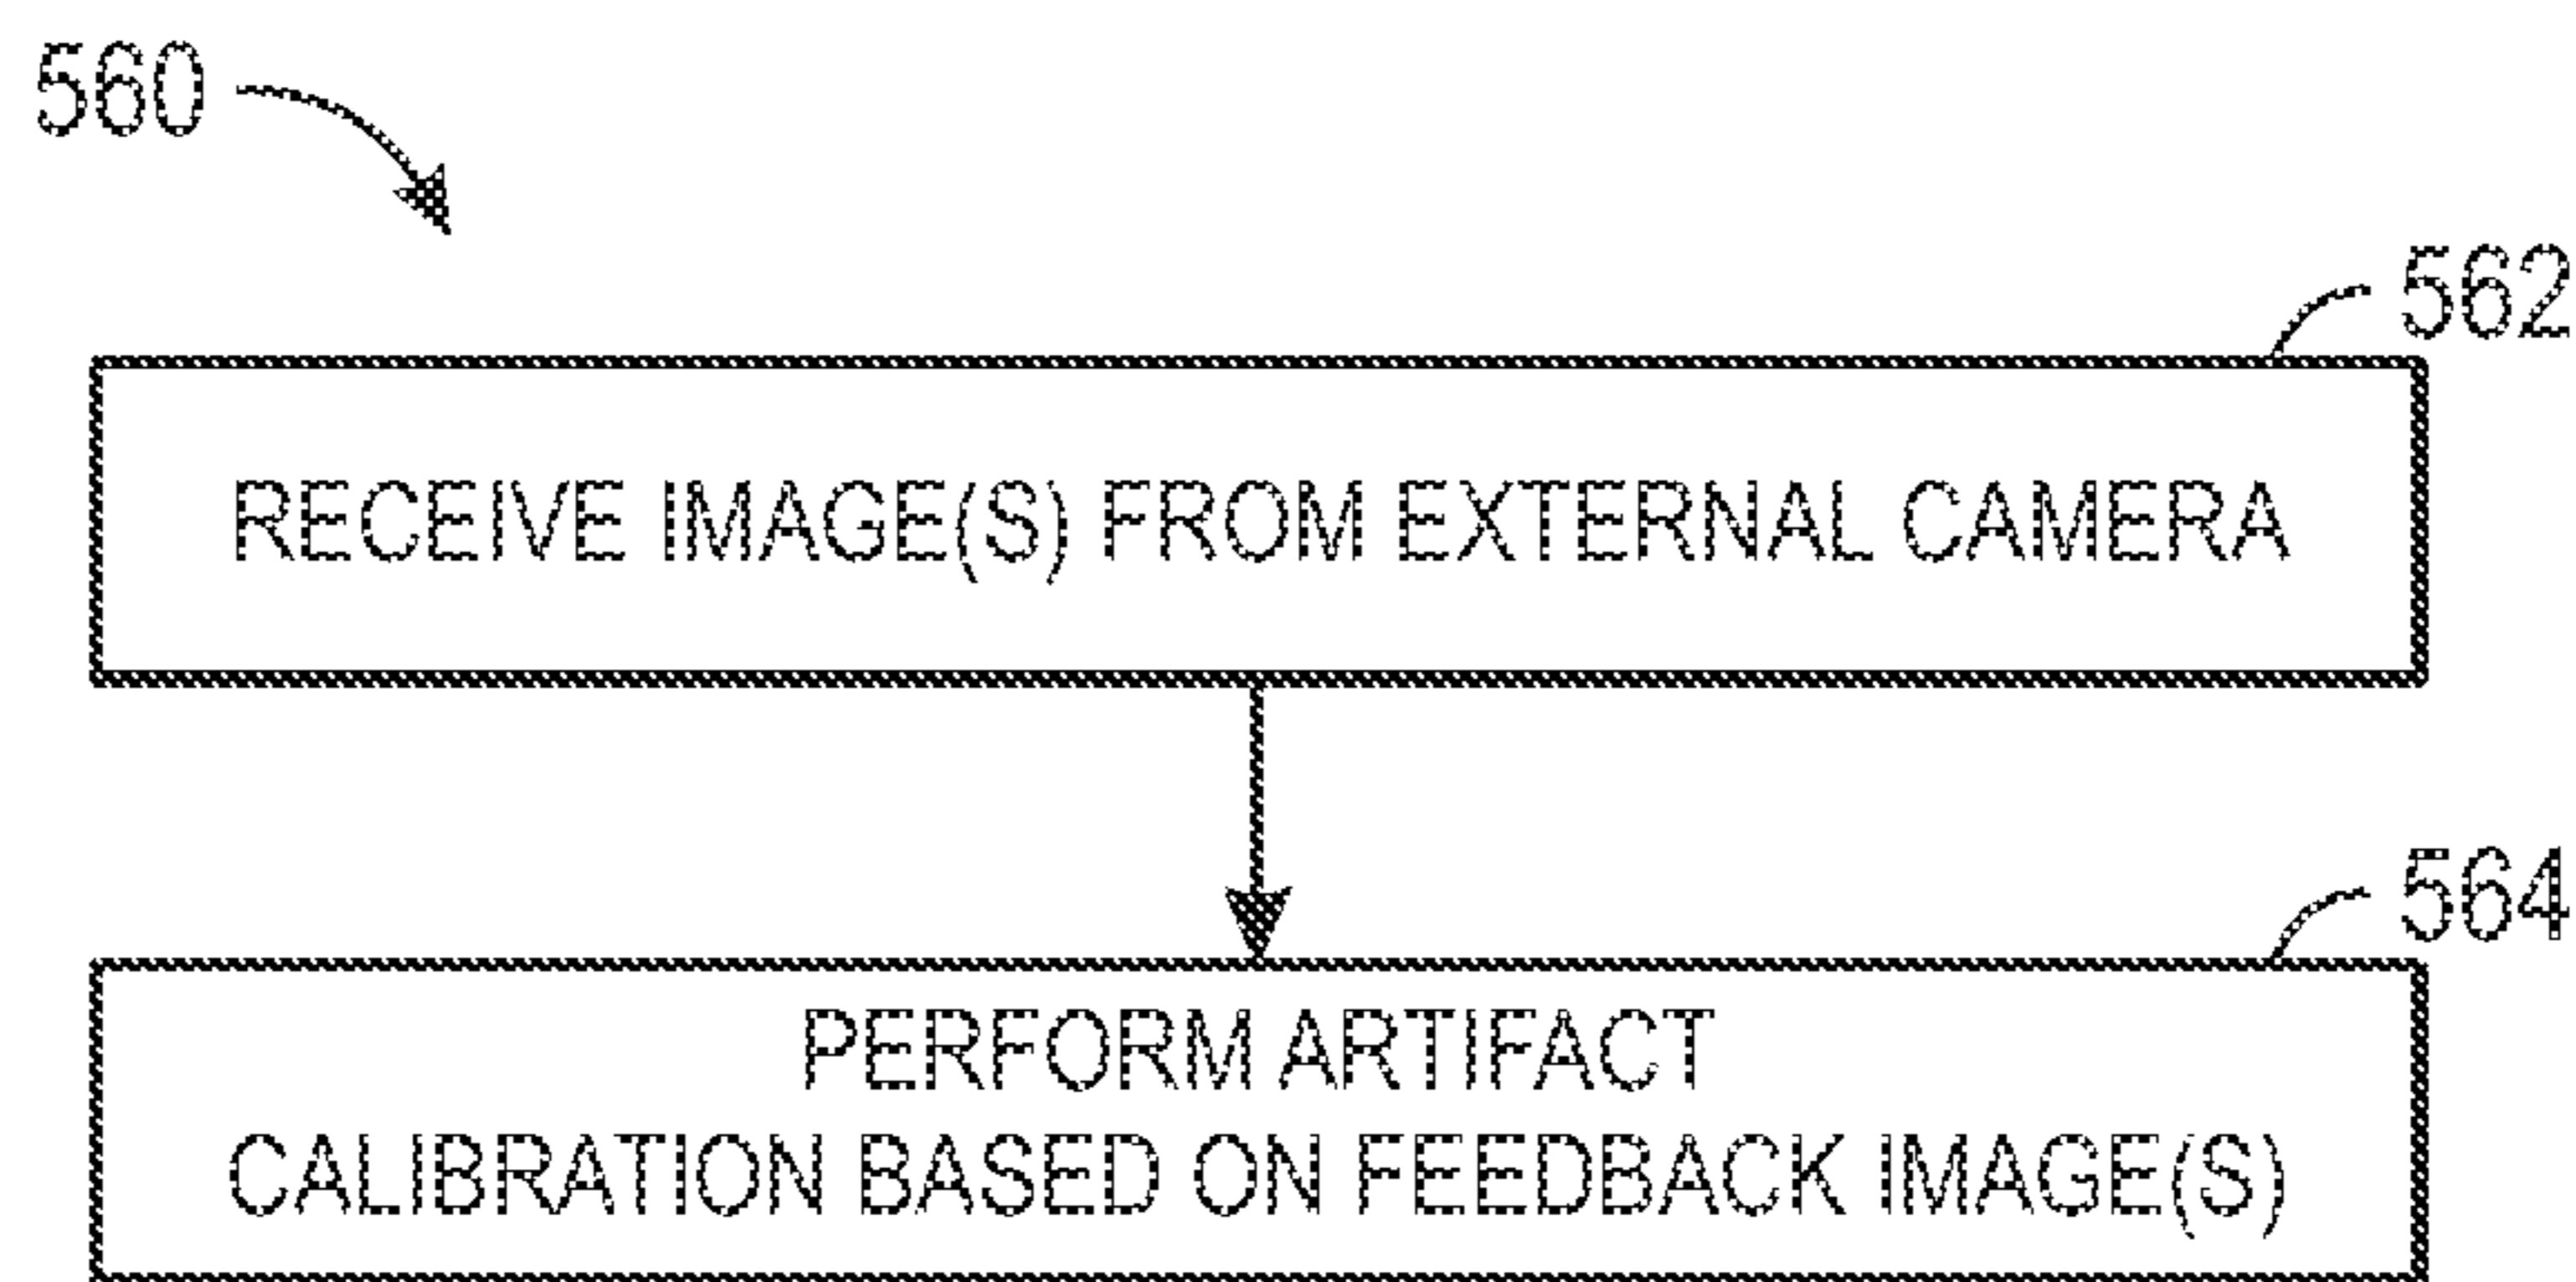 560
562
RECEIVE IMAGE(S) FROM EXTERNAL CAMERA
564
PERFORM ARTIFACT
CALIBRATION BASED ON FEEDBACK IMAGE(S)